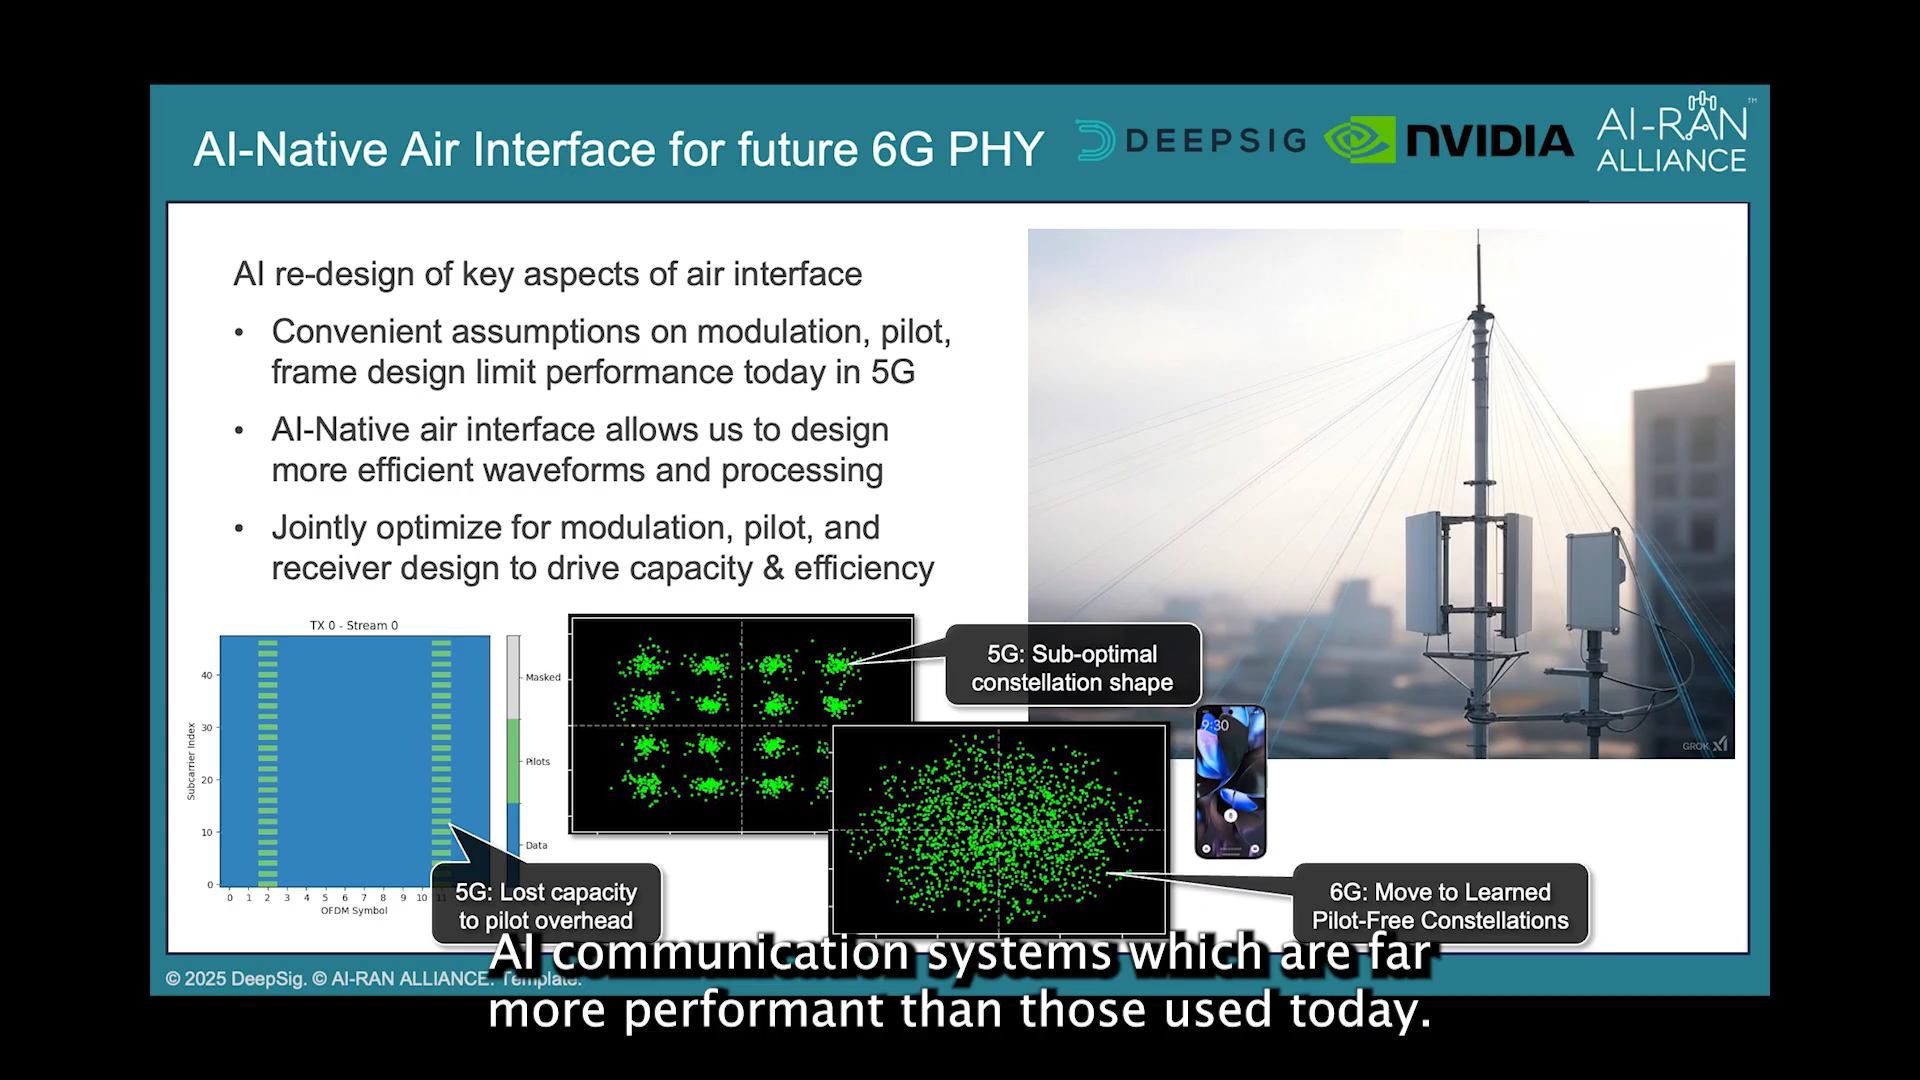 AI-Native Air Interface for future 6G PHY
DEEPSIG
NVIDIA
AI-RAN™
ALLIANCE
AI re-design of key aspects of air interface
• Convenient assumptions on modulation, pilot,
frame design limit performance today in 5G
• AI-Native air interface allows us to design
more efficient waveforms and processing
• Jointly optimize for modulation, pilot, and
receiver design to drive capacity & efficiency
TX 0 - Stream 0
Subcarrier Index
40
30
20
10
0
0 1 2 3 4 5 6 7 8 9 10 11
OFDM Symbol
Masked
Pilots
Data
5G: Lost capacity
to pilot overhead
5G: Sub-optimal
constellation shape
9:30
GROK
6G: Move to Learned
Pilot-Free Constellations
© 2025 DeepSig. © AI-RAN ALLIANCE. Template.
AI communication systems which are far
more performant than those used today.